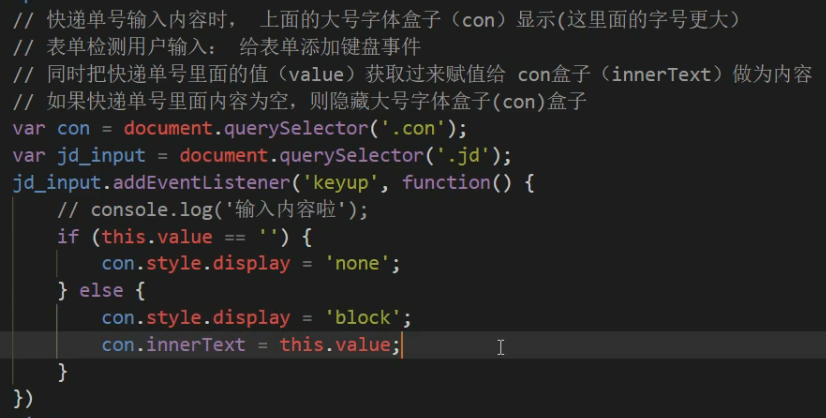 // 快递单号输入内容时， 上面的大号字体盒子（con）显示(这里面的字号更大）
// 表单检测用户输入： 给表单添加键盘事件
// 同时把快递单号里面的值（value）获取过来赋值给 con盒子（innerText）做为内容
// 如果快递单号里面内容为空，则隐藏大号字体盒子(con)盒子
var con = document.querySelector('.con');
var jd_input = document.querySelector('.jd');
jd_input.addEventListener('keyup', function() {
// console.log('输入内容啦');
if (this.value == '') {
con.style.display = 'none';
} else {
con.style.display = 'block';
con.innerText = this.value;
}
})